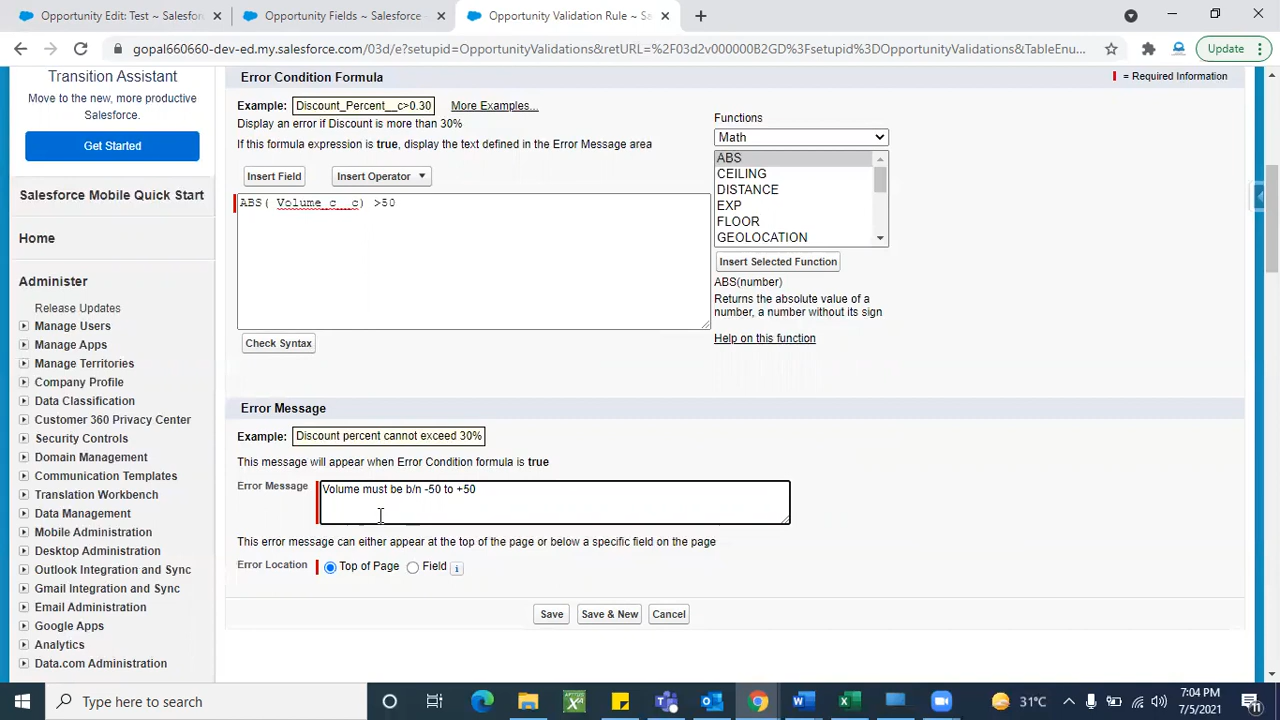 Opportunity Edit: Test ~ Salesfor
Opportunity Fields ~ Salesforce -
Opportunity Validation Rule ~ Sa
gopal660660-dev-ed.my.salesforce.com/03d/e?setupid=OpportunityValidations&retURL=%2F03d2v000000B2GD%3Fsetupid%3DOpportunityValidations&TableEnu...
Update
Transition Assistant
Move to the new, more productive
Salesforce.
Get Started
Salesforce Mobile Quick Start
Home
Administer
Release Updates
Manage Users
Manage Apps
Manage Territories
Company Profile
Data Classification
Customer 360 Privacy Center
Security Controls
Domain Management
Communication Templates
Translation Workbench
Data Management
Mobile Administration
Desktop Administration
Outlook Integration and Sync
Gmail Integration and Sync
Email Administration
Google Apps
Analytics
Data.com Administration
Error Condition Formula
= Required Information
Example: Discount_Percent__c>0.30 More Examples...
Display an error if Discount is more than 30%
If this formula expression is true, display the text defined in the Error Message area
Insert Field
Insert Operator
ABS( Volume_c__c) >50
Check Syntax
Functions
Math
ABS
CEILING
DISTANCE
EXP
FLOOR
GEOLOCATION
Insert Selected Function
ABS(number)
Returns the absolute value of a
number, a number without its sign
Help on this function
Error Message
Example: Discount percent cannot exceed 30%
This message will appear when Error Condition formula is true
Error Message
Volume must be b/n -50 to +50
This error message can either appear at the top of the page or below a specific field on the page
Error Location
Top of Page
Field
i
Save
Save & New
Cancel
Type here to search
31°C
7:04 PM
7/5/2021
11